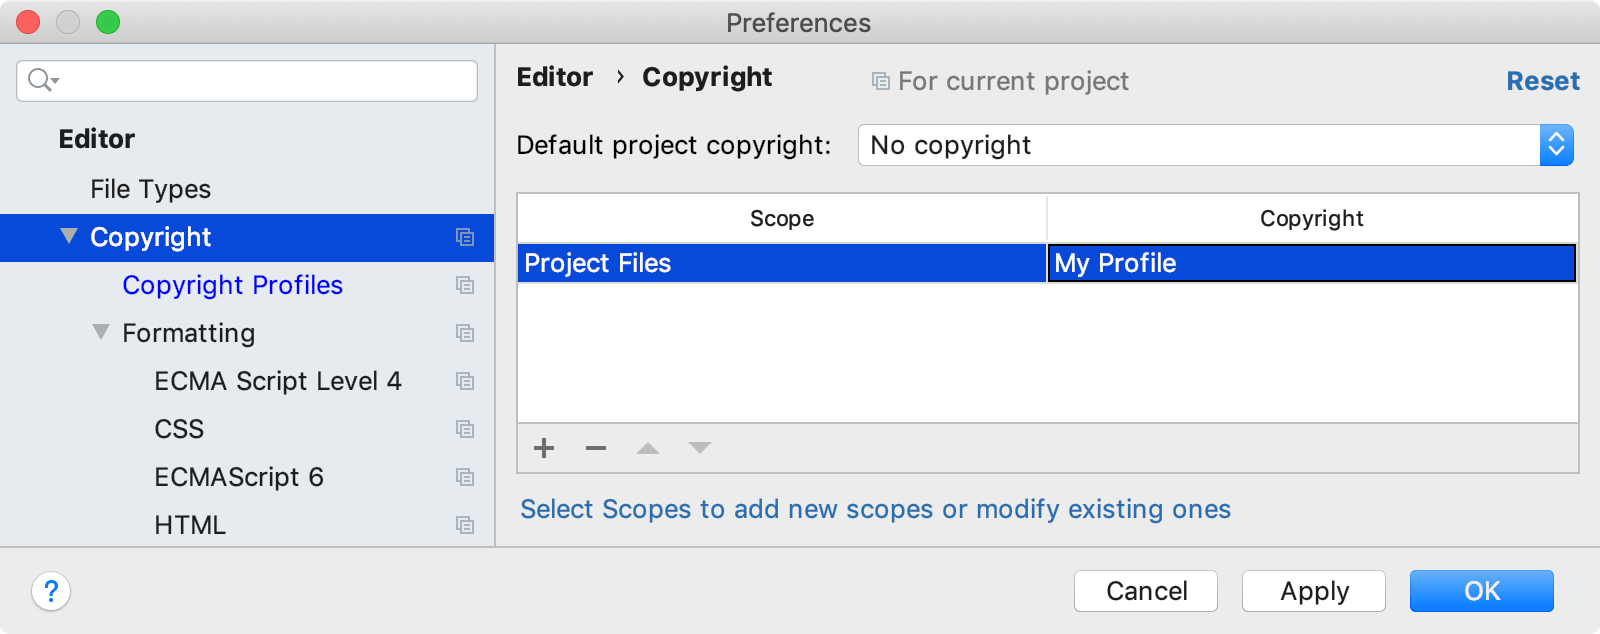 Preferences
Editor
File Types
Copyright
Copyright Profiles
Formatting
ECMA Script Level 4
CSS
ECMAScript 6
HTML
Editor › Copyright
For current project
Reset
Default project copyright: No copyright
Scope Copyright
Project Files My Profile
Select Scopes to add new scopes or modify existing ones
? Cancel Apply OK